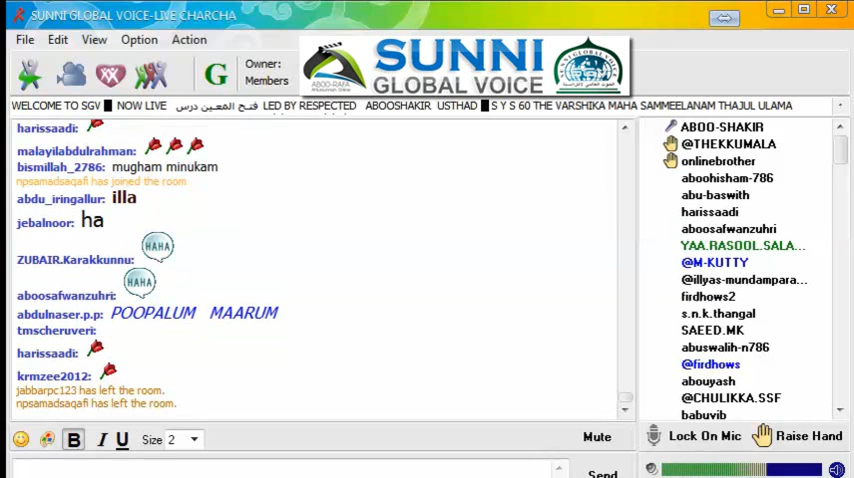 SUNNI GLOBAL VOICE-LIVE CHARCHA
File Edit View Option Action
G Owner:
Members
ABOO-RAFA
SUNNI
GLOBAL VOICE
WELCOME TO SGV NOW LIVE فتح المعين درس LED BY RESPECTED ABOOSHAKIR USTHAD S Y S 60 THE VARSHIKA MAHA SAMMEELANAM THAJUL ULAMA
harissaadi:
malayilabdulrahman:
bismillah_2786: mugham minukam
npsamadsaqafi has joined the room
abdu_iringallur: illa
jebalnoor: ha
HAHA
ZUBAIR.Karakkunnu:
HAHA
aboosafwanzuhri:
abdulnaser.p.p: POOPALUM MAARUM
tmscheruveri:
harissaadi:
krmzee2012:
jabbarpc123 has left the room.
npsamadsaqafi has left the room.
ABOO-SHAKIR
@THEKKUMALA
onlinebrother
aboohisham-786
abu-baswith
harissaadi
aboosafwanzuhri
YAA.RASOOL.SALA...
@M-KUTTY
@illyas-mundampara...
firdhows2
s.n.k.thangal
SAEED.MK
abuswalih-n786
@firdhows
abouyash
@CHULIKKA.SSF
babuvib
B I U Size 2 Mute
Lock On Mic Raise Hand
Send